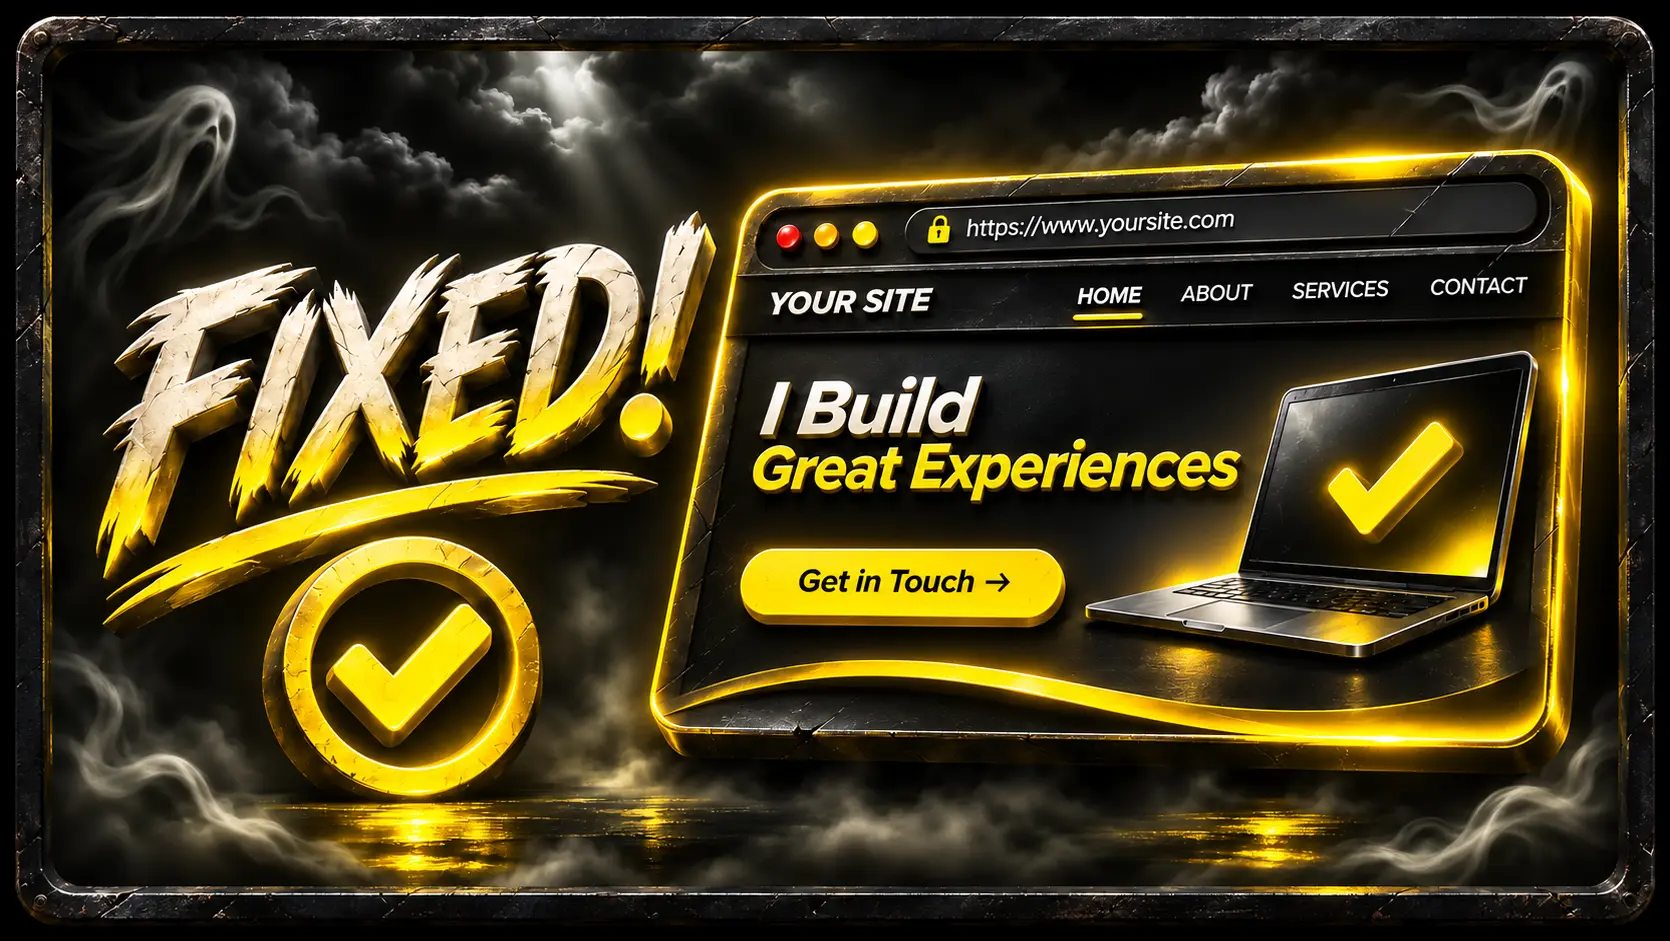 FIXED!
https://www.yoursite.com
YOUR SITE
HOME ABOUT SERVICES CONTACT
I Build
Great Experiences
Get in Touch →